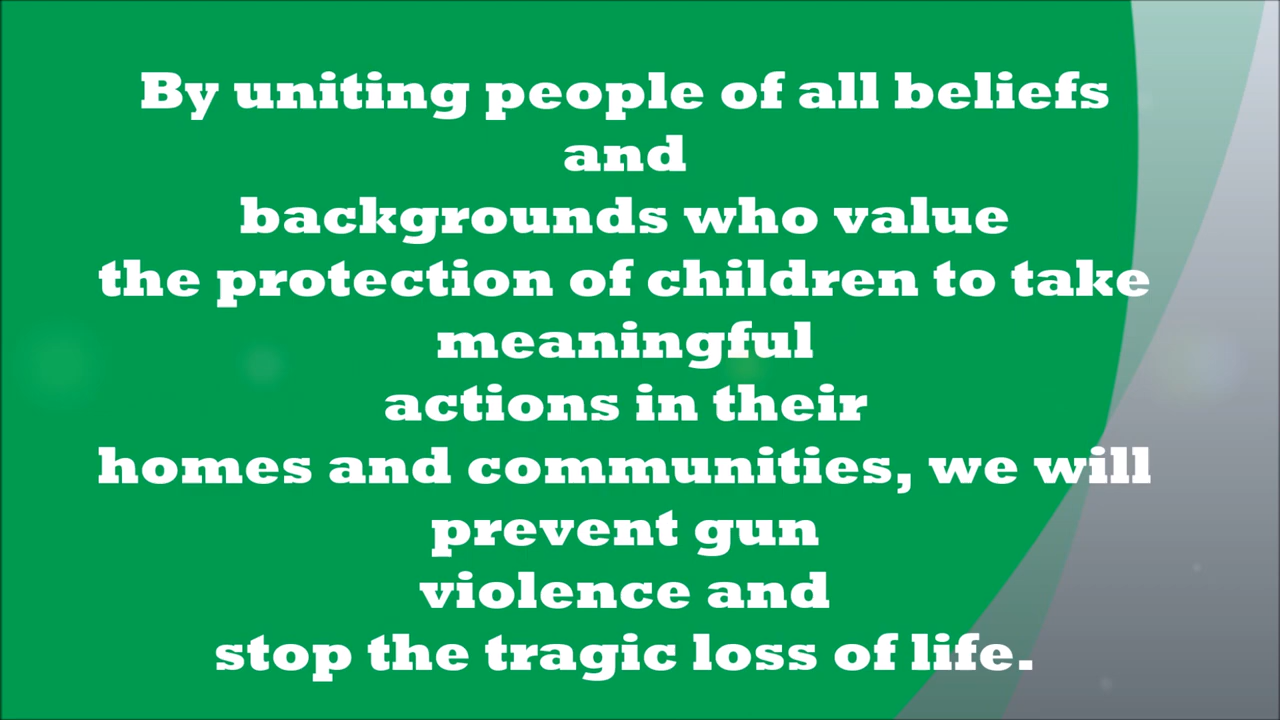 By uniting people of all beliefs
and
backgrounds who value
the protection of children to take
meaningful
actions in their
homes and communities, we will
prevent gun
violence and
stop the tragic loss of life.